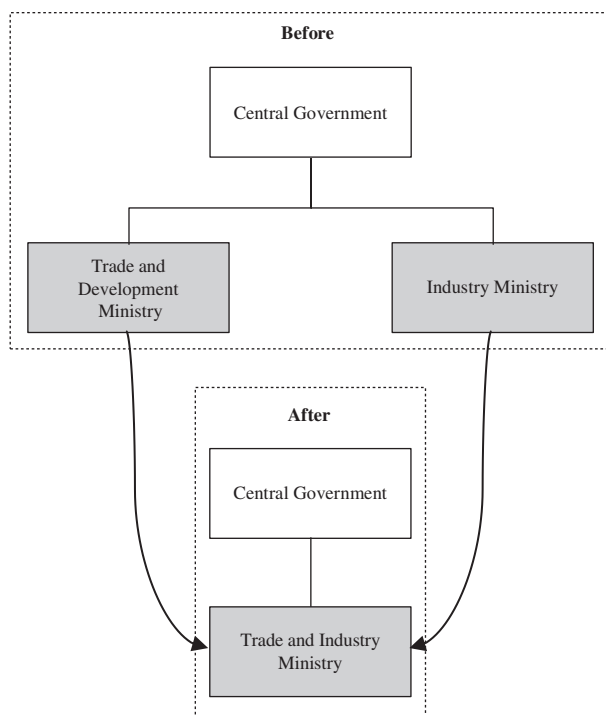 Before
Central Government
Trade and
Development
Ministry
Industry Ministry
After
Central Government
Trade and Industry
Ministry